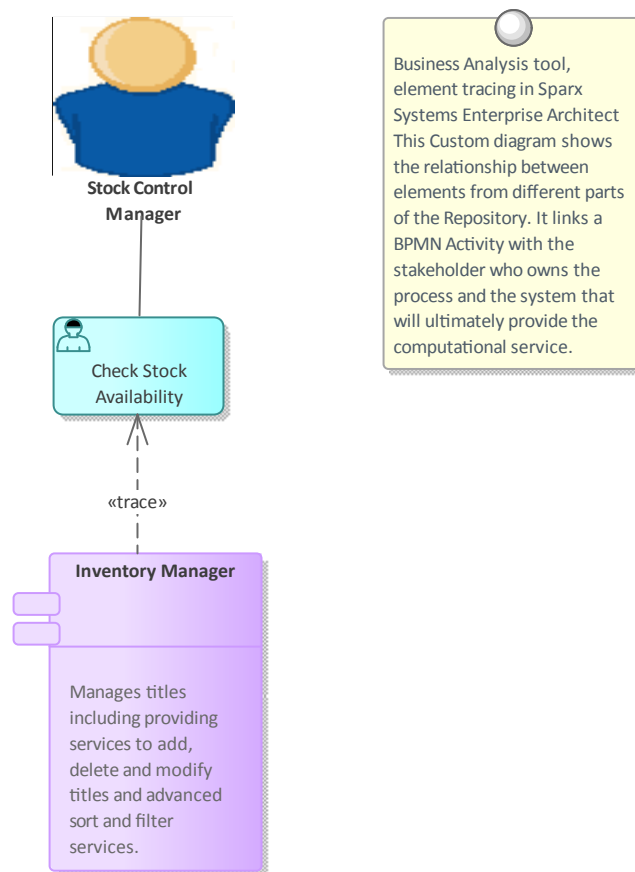 Stock Control
Manager
Check Stock
Availability
«trace»
Inventory Manager
Manages titles
including providing
services to add,
delete and modify
titles and advanced
sort and filter
services.
Business Analysis tool,
element tracing in Sparx
Systems Enterprise Architect
This Custom diagram shows
the relationship between
elements from different parts
of the Repository. It links a
BPMN Activity with the
stakeholder who owns the
process and the system that
will ultimately provide the
computational service.